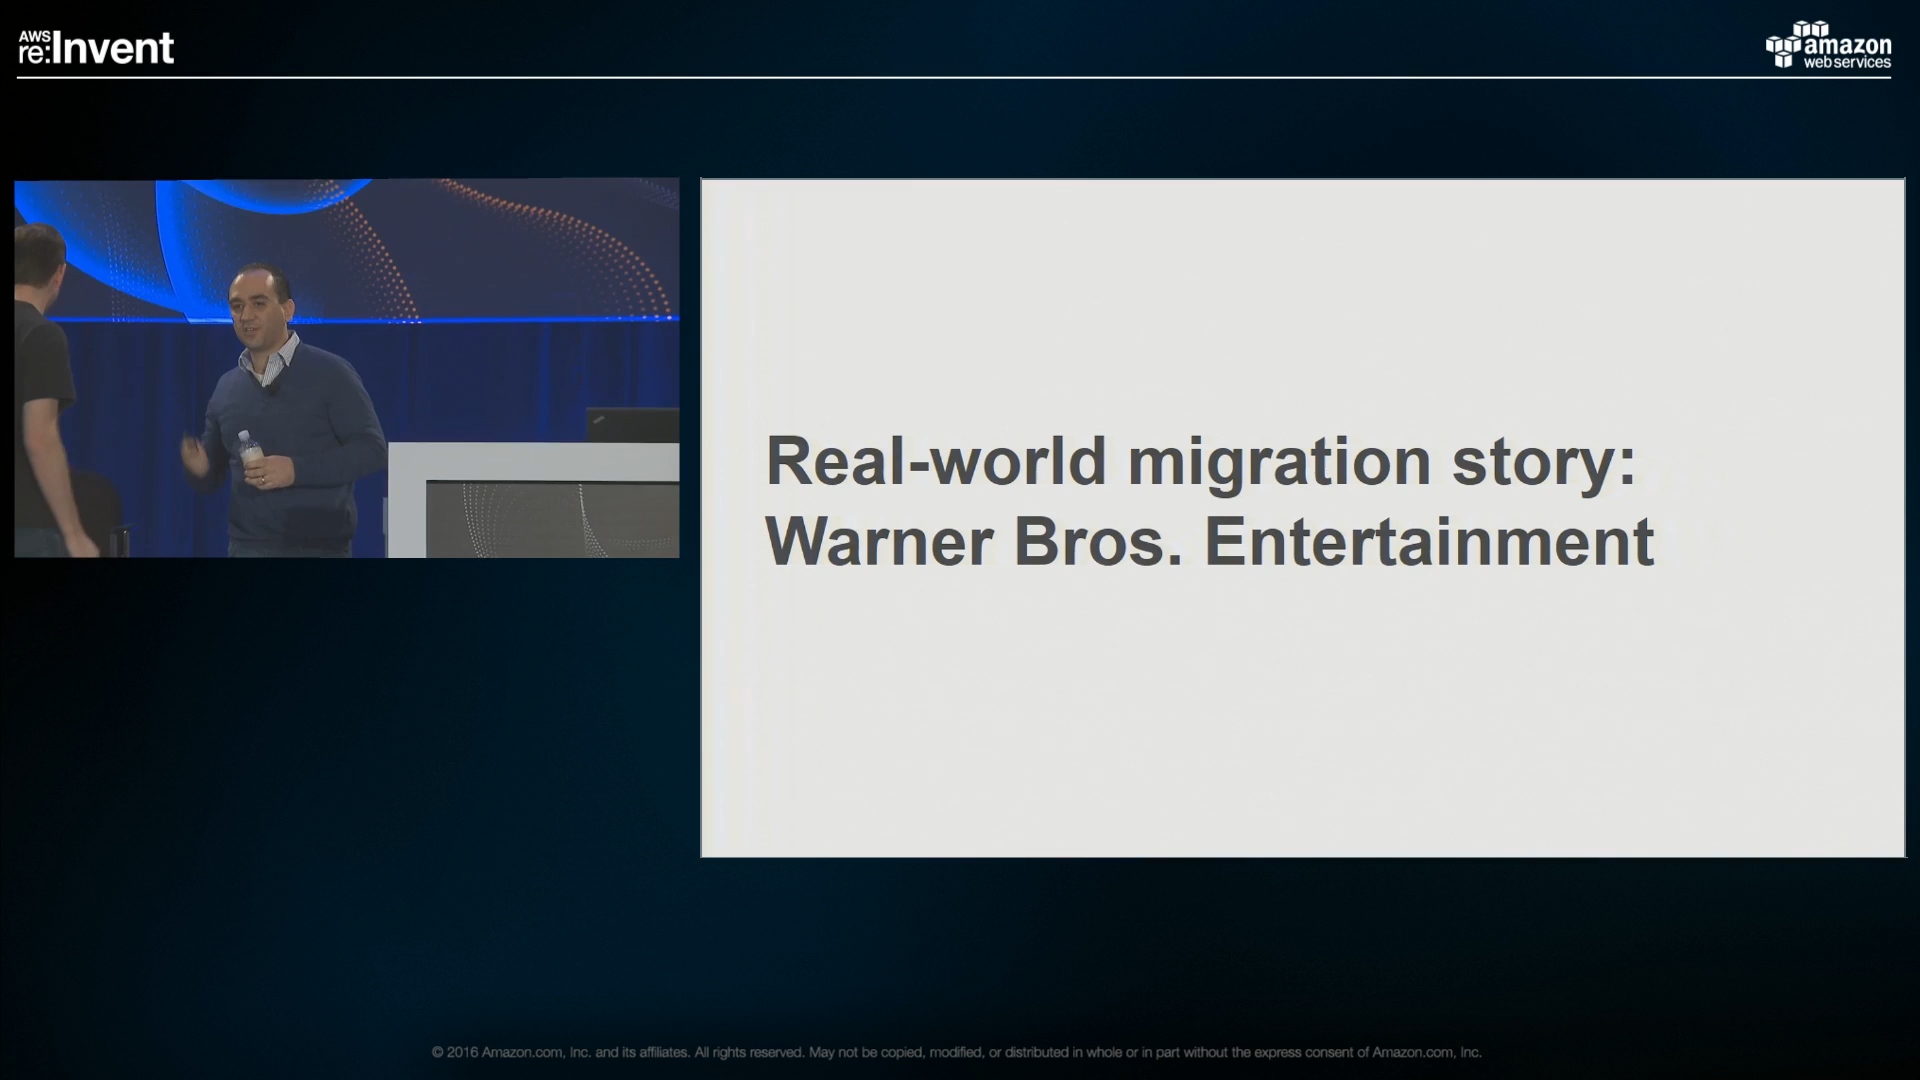 AWS
re:Invent
amazon
webservices
Real-world migration story:
Warner Bros. Entertainment
© 2016 Amazon.com, Inc. and its affiliates. All rights reserved. May not be copied, modified, or distributed in whole or in part without the express consent of Amazon.com, Inc.